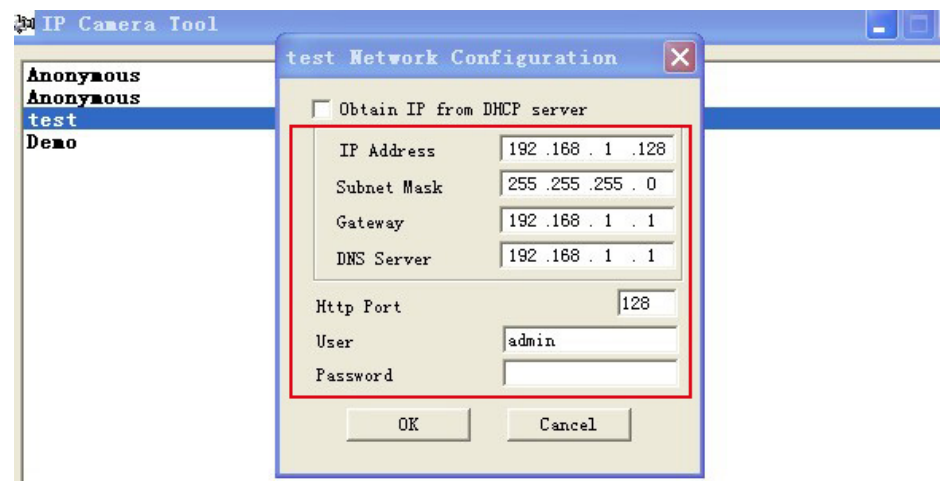 IP Camera Tool
test Network Configuration
Anonymous
Anonymous
test
Demo
Obtain IP from DHCP server
IP Address 192 .168 . 1 .128
Subnet Mask 255 .255 .255 . 0
Gateway 192 .168 . 1 . 1
DNS Server 192 .168 . 1 . 1
Http Port 128
User admin
Password
OK Cancel